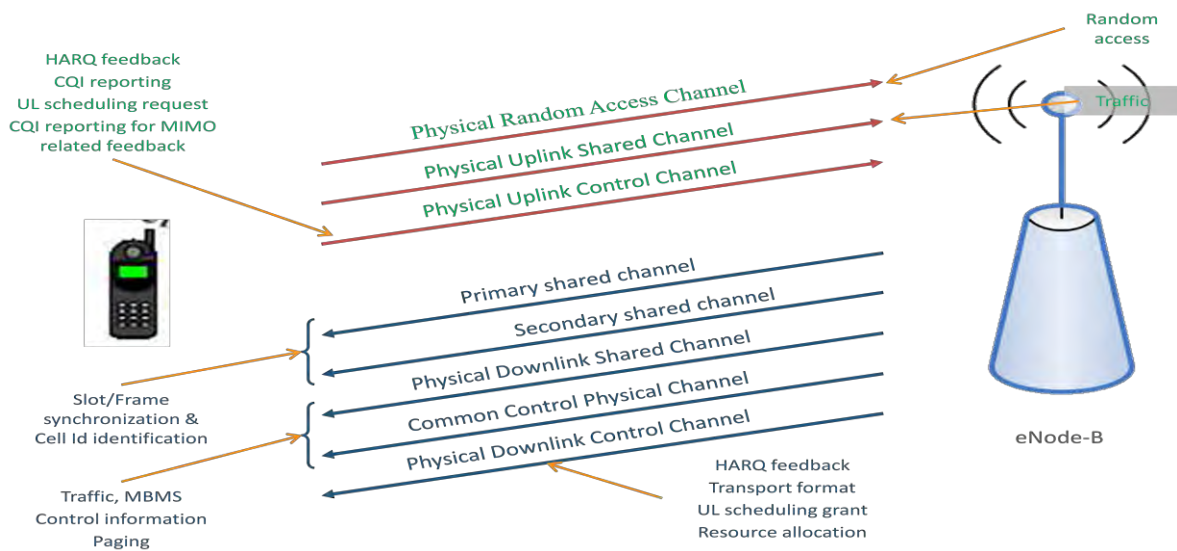 Random
access
HARQ feedback
CQI reporting
UL scheduling request
CQI reporting for MIMO
related feedback
Traffic
Physical Random Access Channel
Physical Uplink Shared Channel
Physical Uplink Control Channel
Primary shared channel
Secondary shared channel
Physical Downlink Shared Channel
Common Control Physical Channel
Physical Downlink Control Channel
Slot/Frame
synchronization &
Cell Id identification
eNode-B
Traffic, MBMS
Control information
Paging
HARQ feedback
Transport format
UL scheduling grant
Resource allocation